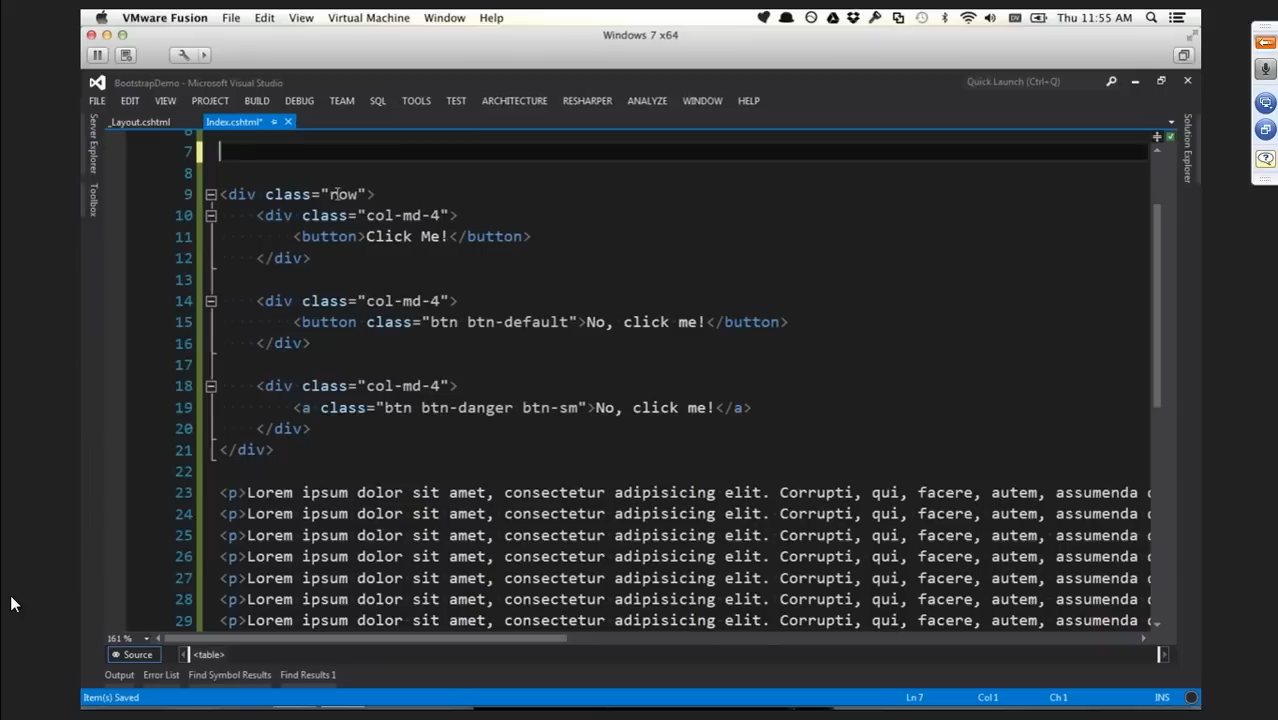 VMware Fusion File Edit View Virtual Machine Window Help Thu 11:55 AM
Windows 7 x64
BootstrapDemo - Microsoft Visual Studio Quick Launch (Ctrl+Q)
FILE EDIT VIEW PROJECT BUILD DEBUG TEAM SQL TOOLS TEST ARCHITECTURE RESHARPER ANALYZE WINDOW HELP
_Layout.cshtml Index.cshtml*
Server Explorer
Toolbox
Solution Explorer
6
7
8
9 <div class="row">
10 <div class="col-md-4">
11 <button>Click Me!</button>
12 </div>
13
14 <div class="col-md-4">
15 <button class="btn btn-default">No, click me!</button>
16 </div>
17
18 <div class="col-md-4">
19 <a class="btn btn-danger btn-sm">No, click me!</a>
20 </div>
21 </div>
22
23 <p>Lorem ipsum dolor sit amet, consectetur adipisicing elit. Corrupti, qui, facere, autem, assumenda
24 <p>Lorem ipsum dolor sit amet, consectetur adipisicing elit. Corrupti, qui, facere, autem, assumenda
25 <p>Lorem ipsum dolor sit amet, consectetur adipisicing elit. Corrupti, qui, facere, autem, assumenda
26 <p>Lorem ipsum dolor sit amet, consectetur adipisicing elit. Corrupti, qui, facere, autem, assumenda
27 <p>Lorem ipsum dolor sit amet, consectetur adipisicing elit. Corrupti, qui, facere, autem, assumenda
28 <p>Lorem ipsum dolor sit amet, consectetur adipisicing elit. Corrupti, qui, facere, autem, assumenda
29 <p>Lorem ipsum dolor sit amet, consectetur adipisicing elit. Corrupti, qui, facere, autem, assumenda
161 %
Source <table>
Output Error List Find Symbol Results Find Results 1
Item(s) Saved Ln 7 Col 1 Ch 1 INS